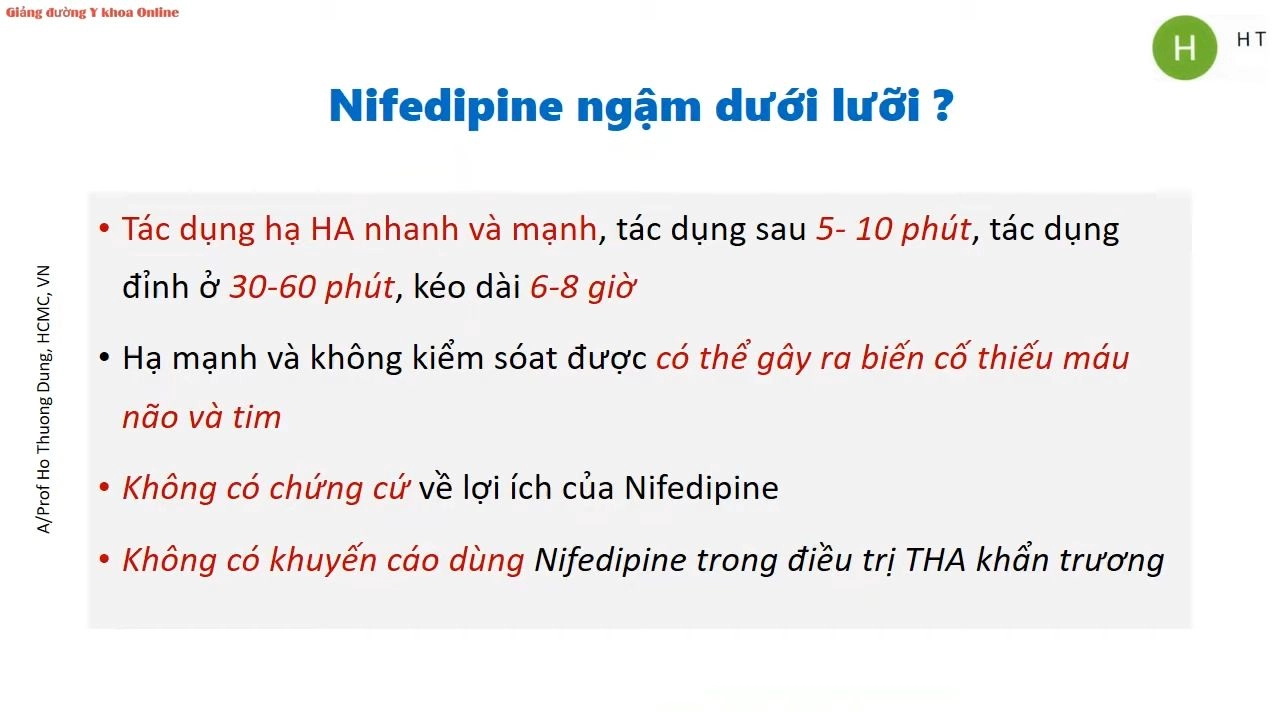 Giảng đường Y khoa Online
H
H T
Nifedipine ngậm dưới lưỡi ?
• Tác dụng hạ HA nhanh và mạnh, tác dụng sau 5- 10 phút, tác dụng
đỉnh ở 30-60 phút, kéo dài 6-8 giờ
• Hạ mạnh và không kiểm sóat được có thể gây ra biến cố thiếu máu
não và tim
• Không có chứng cứ về lợi ích của Nifedipine
• Không có khuyến cáo dùng Nifedipine trong điều trị THA khẩn trương
A/Prof Ho Thuong Dung, HCMC, VN